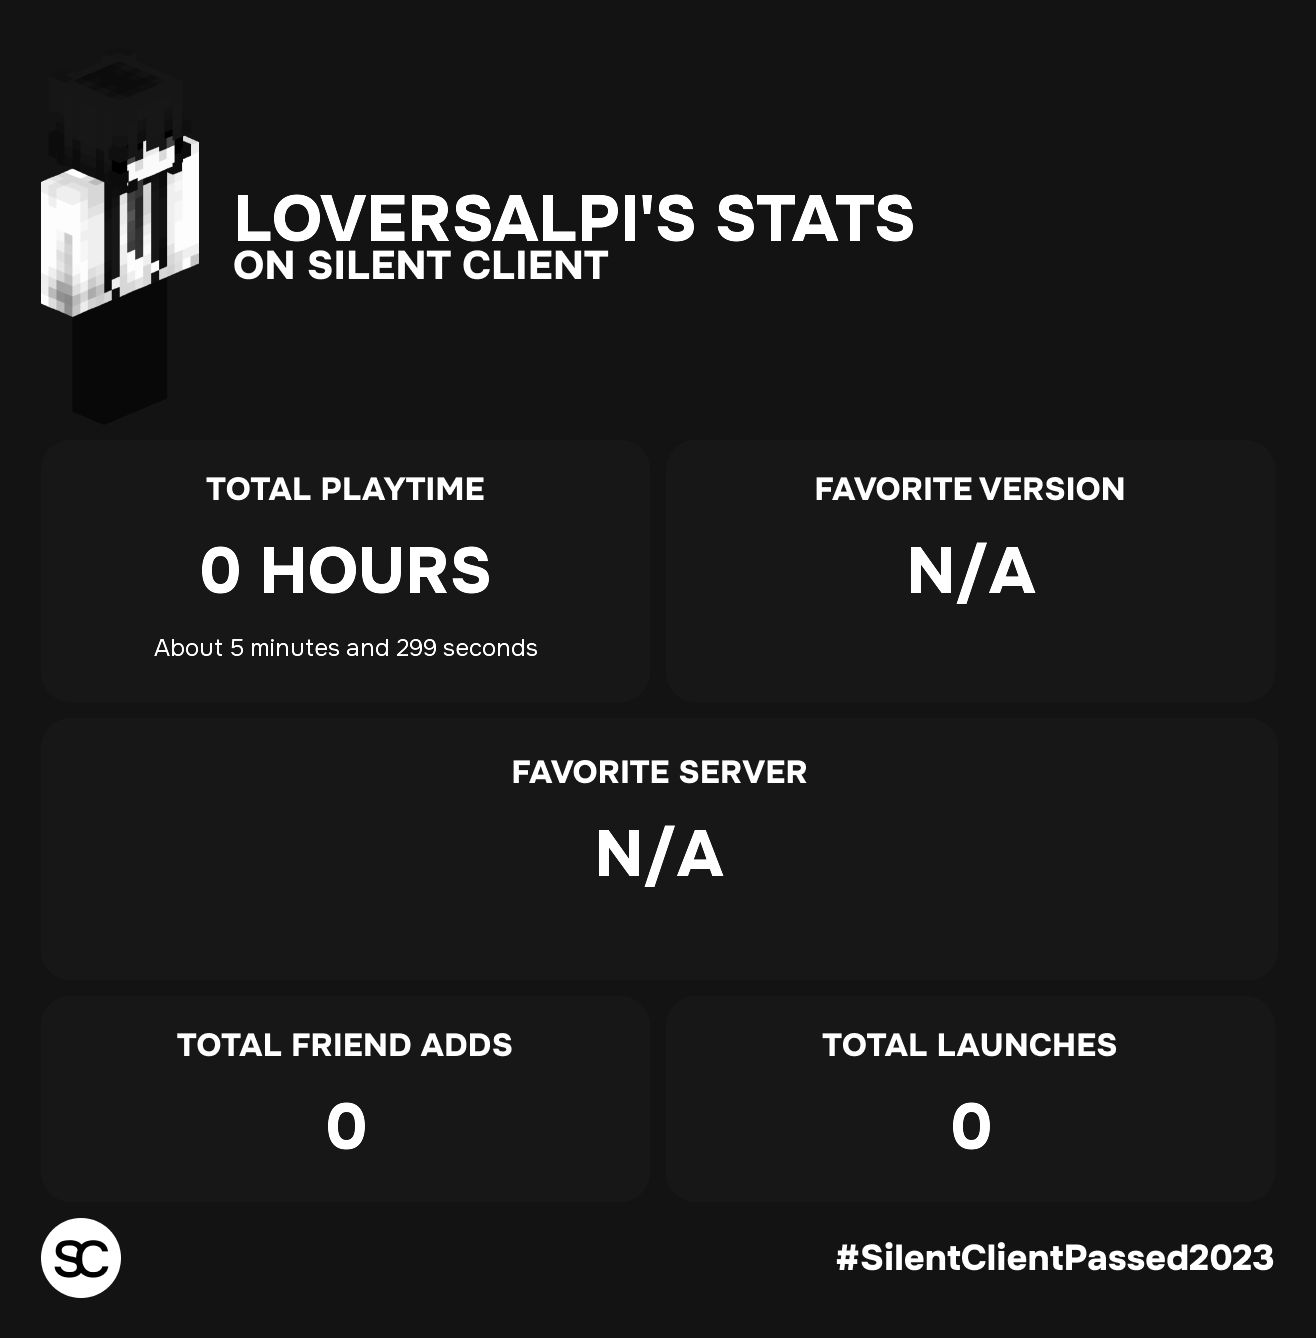 LOVERSALPI'S STATS
ON SILENT CLIENT
TOTAL PLAYTIME
0 HOURS
About 5 minutes and 299 seconds
FAVORITE VERSION
N/A
FAVORITE SERVER
N/A
TOTAL FRIEND ADDS
0
TOTAL LAUNCHES
0
SC
#SilentClientPassed2023